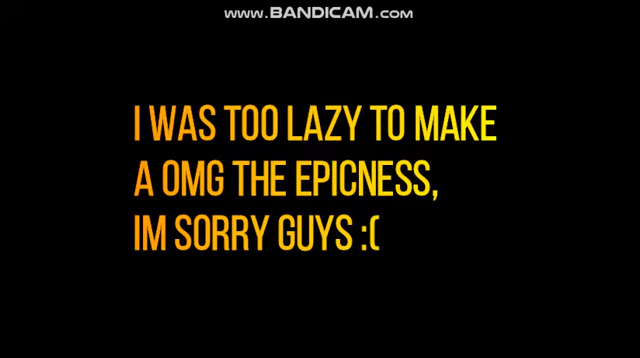 www.BANDICAM.com
I WAS TOO LAZY TO MAKE
A OMG THE EPICNESS,
IM SORRY GUYS :(